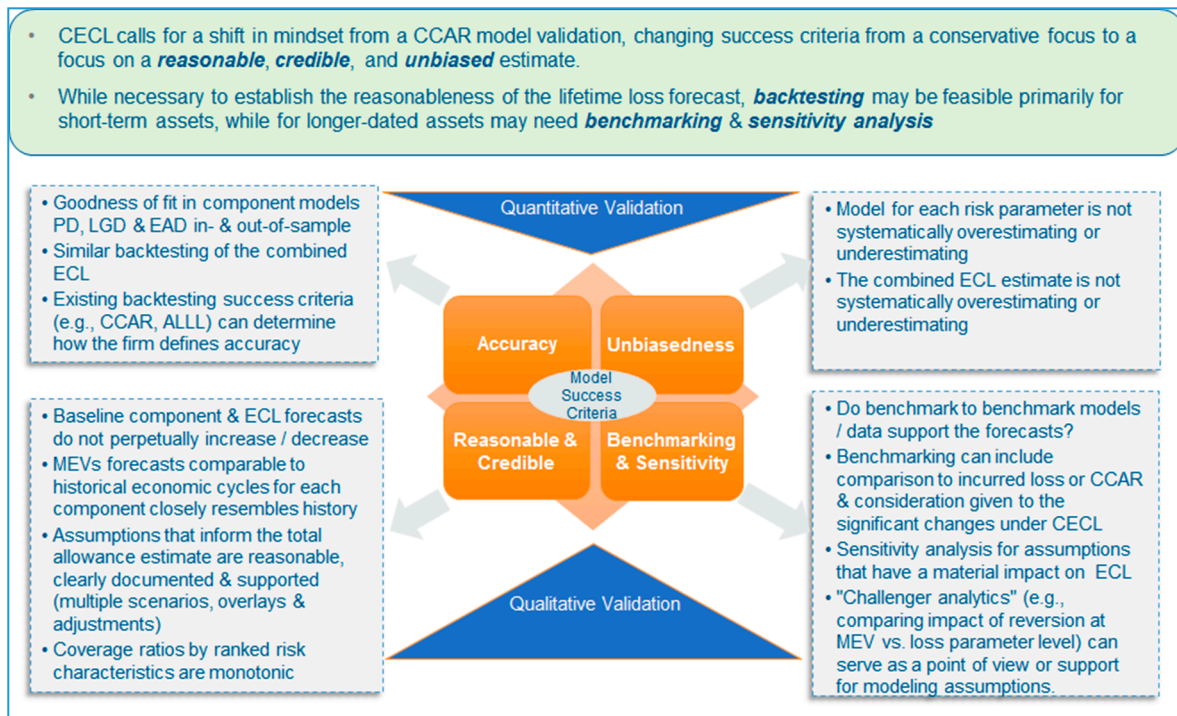 • CECL calls for a shift in mindset from a CCAR model validation, changing success criteria from a conservative focus to a
focus on a reasonable, credible, and unbiased estimate.
• While necessary to establish the reasonableness of the lifetime loss forecast, backtesting may be feasible primarily for
short-term assets, while for longer-dated assets may need benchmarking & sensitivity analysis
• Goodness of fit in component models
PD, LGD & EAD in- & out-of-sample
• Similar backtesting of the combined
ECL
• Existing backtesting success criteria
(e.g., CCAR, ALLL) can determine
how the firm defines accuracy
Quantitative Validation
• Model for each risk parameter is not
systematically overestimating or
underestimating
• The combined ECL estimate is not
systematically overestimating or
underestimating
Accuracy
Unbiasedness
Model
Success
Criteria
Reasonable &
Credible
Benchmarking
& Sensitivity
• Baseline component & ECL forecasts
do not perpetually increase / decrease
• MEVs forecasts comparable to
historical economic cycles for each
component closely resembles history
• Assumptions that inform the total
allowance estimate are reasonable,
clearly documented & supported
(multiple scenarios, overlays &
adjustments)
• Coverage ratios by ranked risk
characteristics are monotonic
Qualitative Validation
• Do benchmark to benchmark models
/ data support the forecasts?
• Benchmarking can include
comparison to incurred loss or CCAR
& consideration given to the
significant changes under CECL
• Sensitivity analysis for assumptions
that have a material impact on ECL
• "Challenger analytics" (e.g.,
comparing impact of reversion at
MEV vs. loss parameter level) can
serve as a point of view or support
for modeling assumptions.